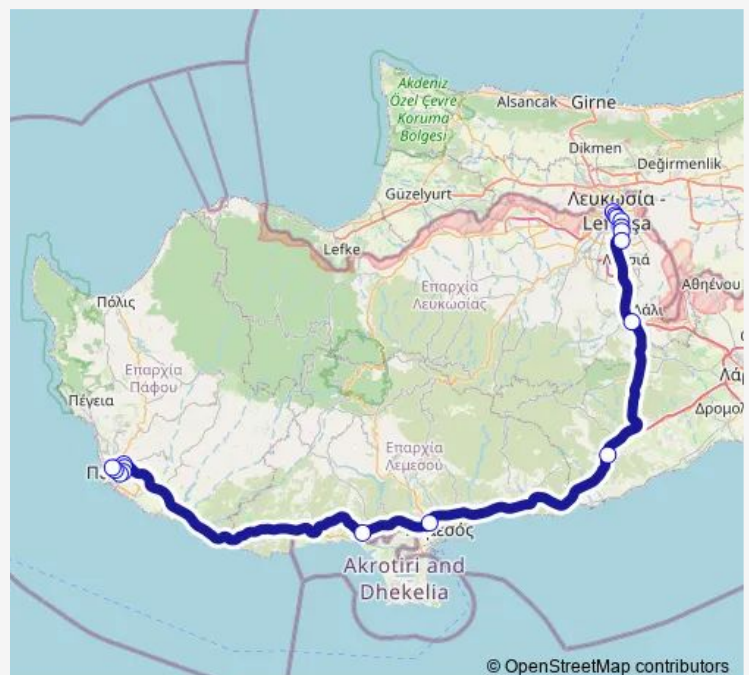 Akdeniz
Özel Çevre
Koruma
Bölgesi
Alsancak
Girne
Dikmen
Değirmenlik
Güzelyurt
Λευκωσία -
Lefke
Αθηένου
Επαρχία
Λευκωσίας
Πόλις
Επαρχία
Πάφου
Πέγεια
Δρομολ
Επαρχία
Λεμεσού
Akrotiri and
Dhekelia
© OpenStreetMap contributors